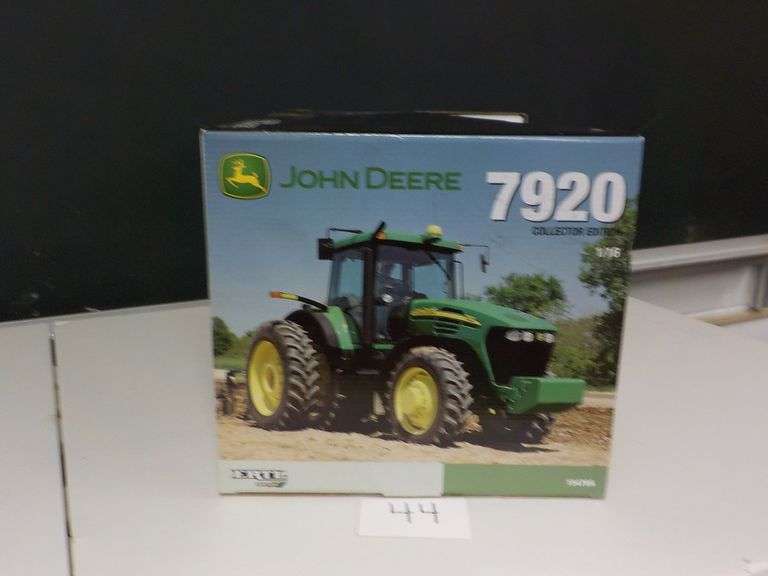 JOHN DEERE
7920
COLLECTOR EDITION
1/16
ERTL
44